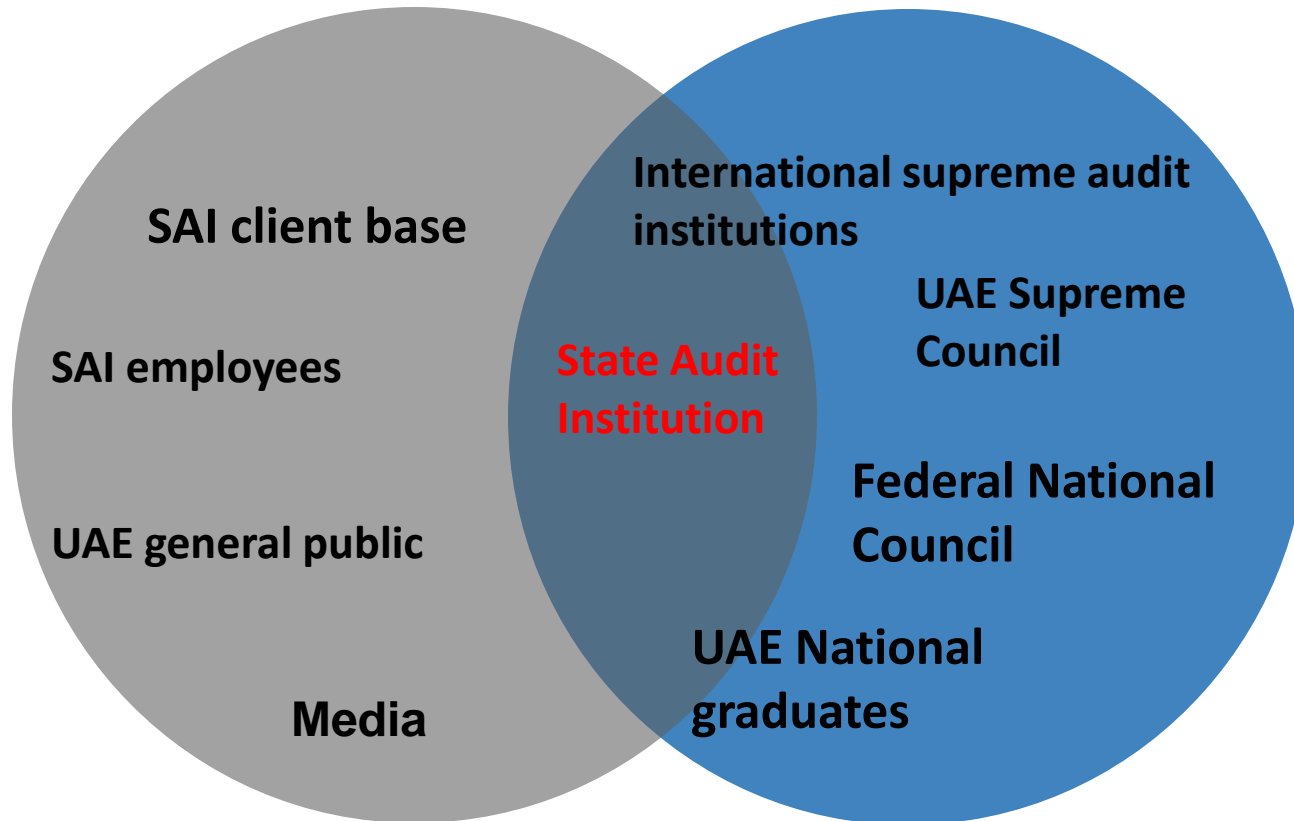 SAI client base
SAI employees
UAE general public
Media
State Audit
Institution
International supreme audit
institutions
UAE Supreme
Council
Federal National
Council
UAE National
graduates